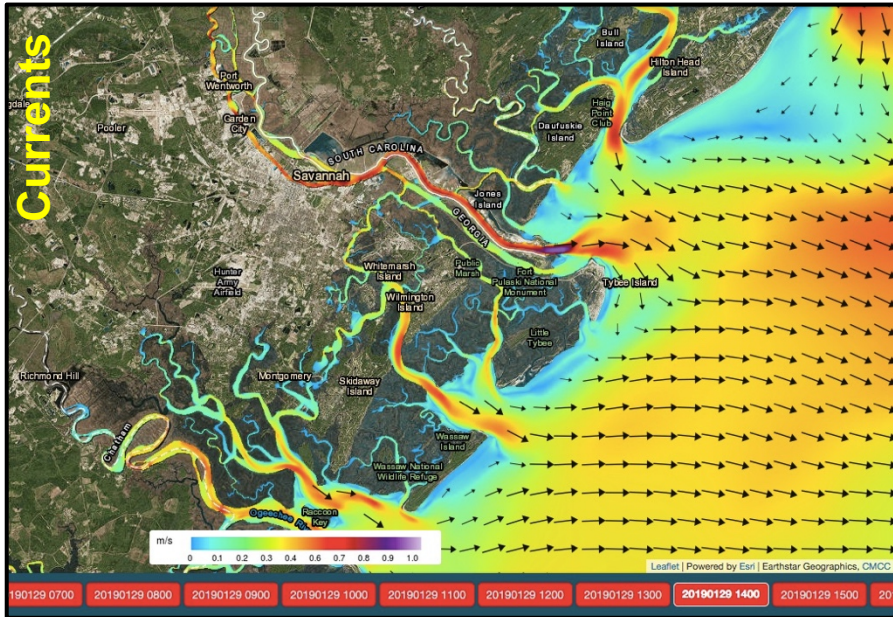 Currents
Bull
Island
Hilton Head
Island
Port
Wentworth
Haig
Point
Club
Garden
City
Pooler
Daufuskie
Island
SOUTH CAROLINA
Savannah
Jones
Island
GEORGIA
Whitemarsh
Island
Public
Marsh
Fort
Pulaski National
Monument
Tybee Island
Hunter
Army
Airfield
Wilmington
Island
Little
Tybee
Richmond Hill
Montgomery
Skidaway
Island
Chatham
Wassaw
Island
Wassaw National
Wildlife Refuge
Raccoon
Key
Ogeechee
m/s
0 0.2 0.3 0.4 0.5 0.6 0.7 0.8 0.9 1.0
Leaflet | Powered by Esri | Earthstar Geographics, CMCC
190129 0700 20190129 0800 20190129 0900 20190129 1000 20190129 1100 20190129 1200 20190129 1300 20190129 1400 20190129 1500 20